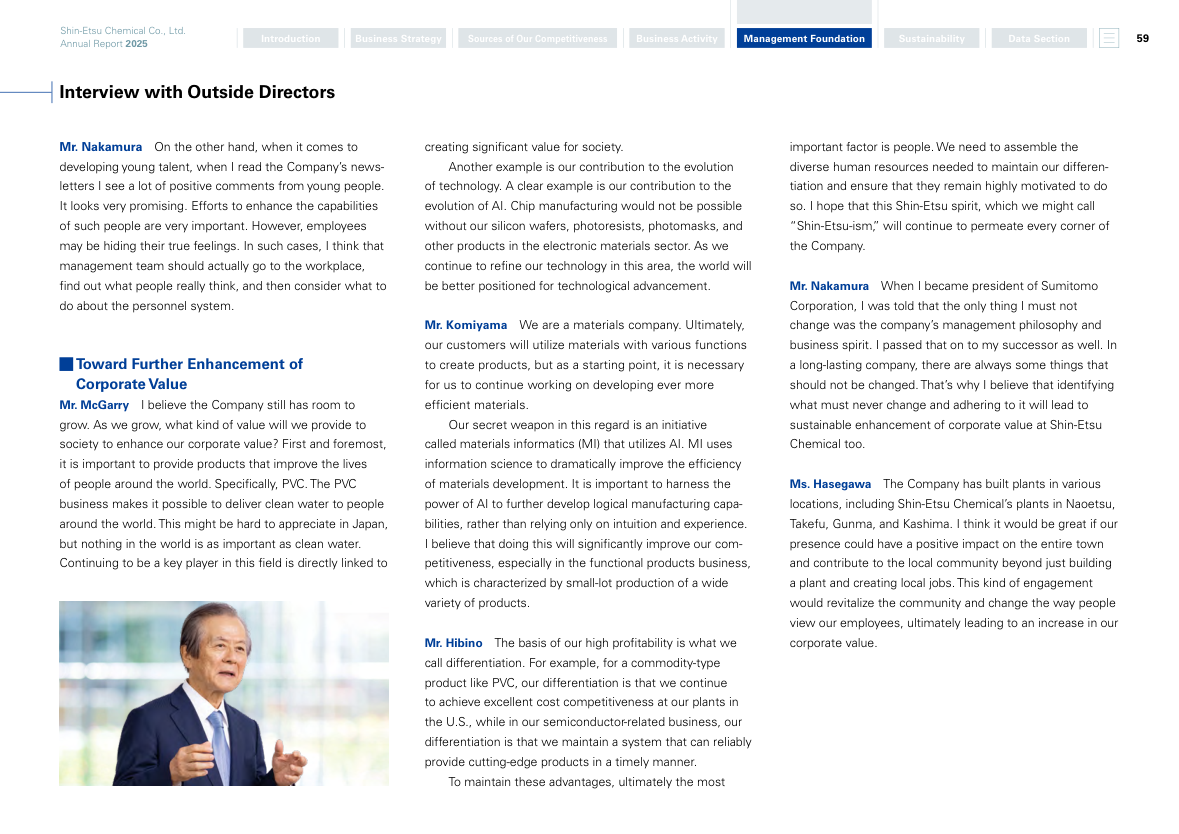 Shin-Etsu Chemical Co., Ltd.
Annual Report 2025
Introduction
Business Strategy
Sources of Our Competitiveness
Business Activity
Management Foundation
Sustainability
Data Section
59
Interview with Outside Directors
Mr. Nakamura On the other hand, when it comes to
developing young talent, when I read the Company's news-
letters I see a lot of positive comments from young people.
It looks very promising. Efforts to enhance the capabilities
of such people are very important. However, employees
may be hiding their true feelings. In such cases, I think that
management team should actually go to the workplace,
find out what people really think, and then consider what to
do about the personnel system.
Toward Further Enhancement of
Corporate Value
Mr. McGarry I believe the Company still has room to
grow. As we grow, what kind of value will we provide to
society to enhance our corporate value? First and foremost,
it is important to provide products that improve the lives
of people around the world. Specifically, PVC. The PVC
business makes it possible to deliver clean water to people
around the world. This might be hard to appreciate in Japan,
but nothing in the world is as important as clean water.
Continuing to be a key player in this field is directly linked to
creating significant value for society.
Another example is our contribution to the evolution
of technology. A clear example is our contribution to the
evolution of AI. Chip manufacturing would not be possible
without our silicon wafers, photoresists, photomasks, and
other products in the electronic materials sector. As we
continue to refine our technology in this area, the world will
be better positioned for technological advancement.
Mr. Komiyama We are a materials company. Ultimately,
our customers will utilize materials with various functions
to create products, but as a starting point, it is necessary
for us to continue working on developing ever more
efficient materials.
Our secret weapon in this regard is an initiative
called materials informatics (MI) that utilizes AI. MI uses
information science to dramatically improve the efficiency
of materials development. It is important to harness the
power of AI to further develop logical manufacturing capa-
bilities, rather than relying only on intuition and experience.
I believe that doing this will significantly improve our com-
petitiveness, especially in the functional products business,
which is characterized by small-lot production of a wide
variety of products.
Mr. Hibino The basis of our high profitability is what we
call differentiation. For example, for a commodity-type
product like PVC, our differentiation is that we continue
to achieve excellent cost competitiveness at our plants in
the U.S., while in our semiconductor-related business, our
differentiation is that we maintain a system that can reliably
provide cutting-edge products in a timely manner.
To maintain these advantages, ultimately the most
important factor is people. We need to assemble the
diverse human resources needed to maintain our differen-
tiation and ensure that they remain highly motivated to do
so. I hope that this Shin-Etsu spirit, which we might call
“Shin-Etsu-ism,” will continue to permeate every corner of
the Company.
Mr. Nakamura When I became president of Sumitomo
Corporation, I was told that the only thing I must not
change was the company's management philosophy and
business spirit. I passed that on to my successor as well. In
a long-lasting company, there are always some things that
should not be changed. That's why I believe that identifying
what must never change and adhering to it will lead to
sustainable enhancement of corporate value at Shin-Etsu
Chemical too.
Ms. Hasegawa The Company has built plants in various
locations, including Shin-Etsu Chemical's plants in Naoetsu,
Takefu, Gunma, and Kashima. I think it would be great if our
presence could have a positive impact on the entire town
and contribute to the local community beyond just building
a plant and creating local jobs. This kind of engagement
would revitalize the community and change the way people
view our employees, ultimately leading to an increase in our
corporate value.